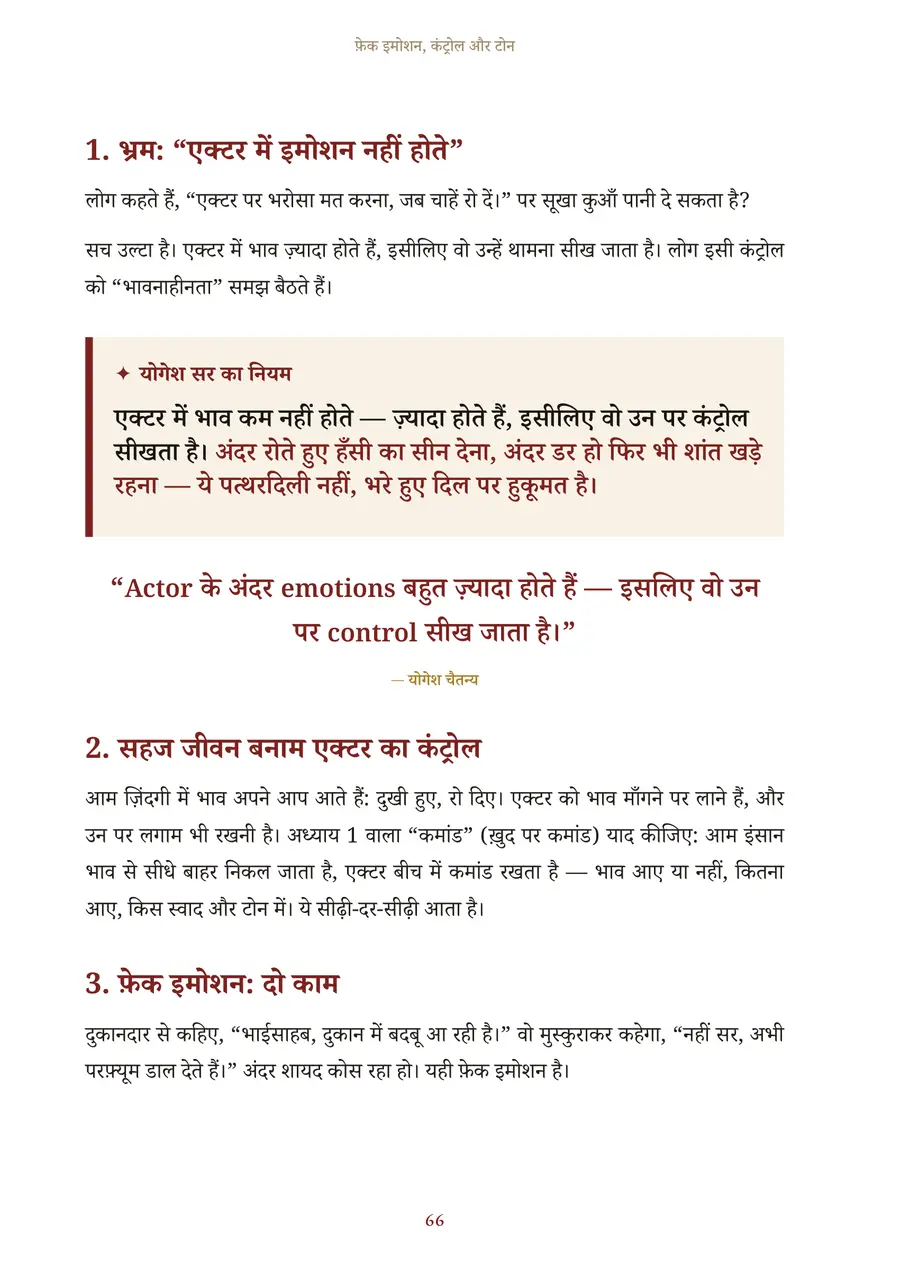 फ़ेक इमोशन, कंट्रोल और टोन
1. भ्रम: “एक्टर में इमोशन नहीं होते”
लोग कहते हैं, “एक्टर पर भरोसा मत करना, जब चाहें रो दें।” पर सूखा कुआँ पानी दे सकता है?
सच उल्टा है। एक्टर में भाव ज़्यादा होते हैं, इसीलिए वो उन्हें थामना सीख जाता है। लोग इसी कंट्रोल
को “भावनाहीनता” समझ बैठते हैं।
✦ योगेश सर का नियम
एक्टर में भाव कम नहीं होते — ज़्यादा होते हैं, इसीलिए वो उन पर कंट्रोल
सीखता है। अंदर रोते हुए हँसी का सीन देना, अंदर डर हो फिर भी शांत खड़े
रहना — ये पत्थरदिली नहीं, भरे हुए दिल पर हुकूमत है।
“Actor के अंदर emotions बहुत ज़्यादा होते हैं — इसलिए वो उन
पर control सीख जाता है।”
— योगेश चैतन्य
2. सहज जीवन बनाम एक्टर का कंट्रोल
आम ज़िंदगी में भाव अपने आप आते हैं: दुखी हुए, रो दिए। एक्टर को भाव माँगने पर लाने हैं, और
उन पर लगाम भी रखनी है। अध्याय 1 वाला “कमांड” (ख़ुद पर कमांड) याद कीजिए: आम इंसान
भाव से सीधे बाहर निकल जाता है, एक्टर बीच में कमांड रखता है — भाव आए या नहीं, कितना
आए, किस स्वाद और टोन में। ये सीढ़ी-दर-सीढ़ी आता है।
3. फ़ेक इमोशन: दो काम
दुकानदार से कहिए, “भाईसाहब, दुकान में बदबू आ रही है।” वो मुस्कुराकर कहेगा, “नहीं सर, अभी
परफ़्यूम डाल देते हैं।” अंदर शायद कोस रहा हो। यही फ़ेक इमोशन है।
66